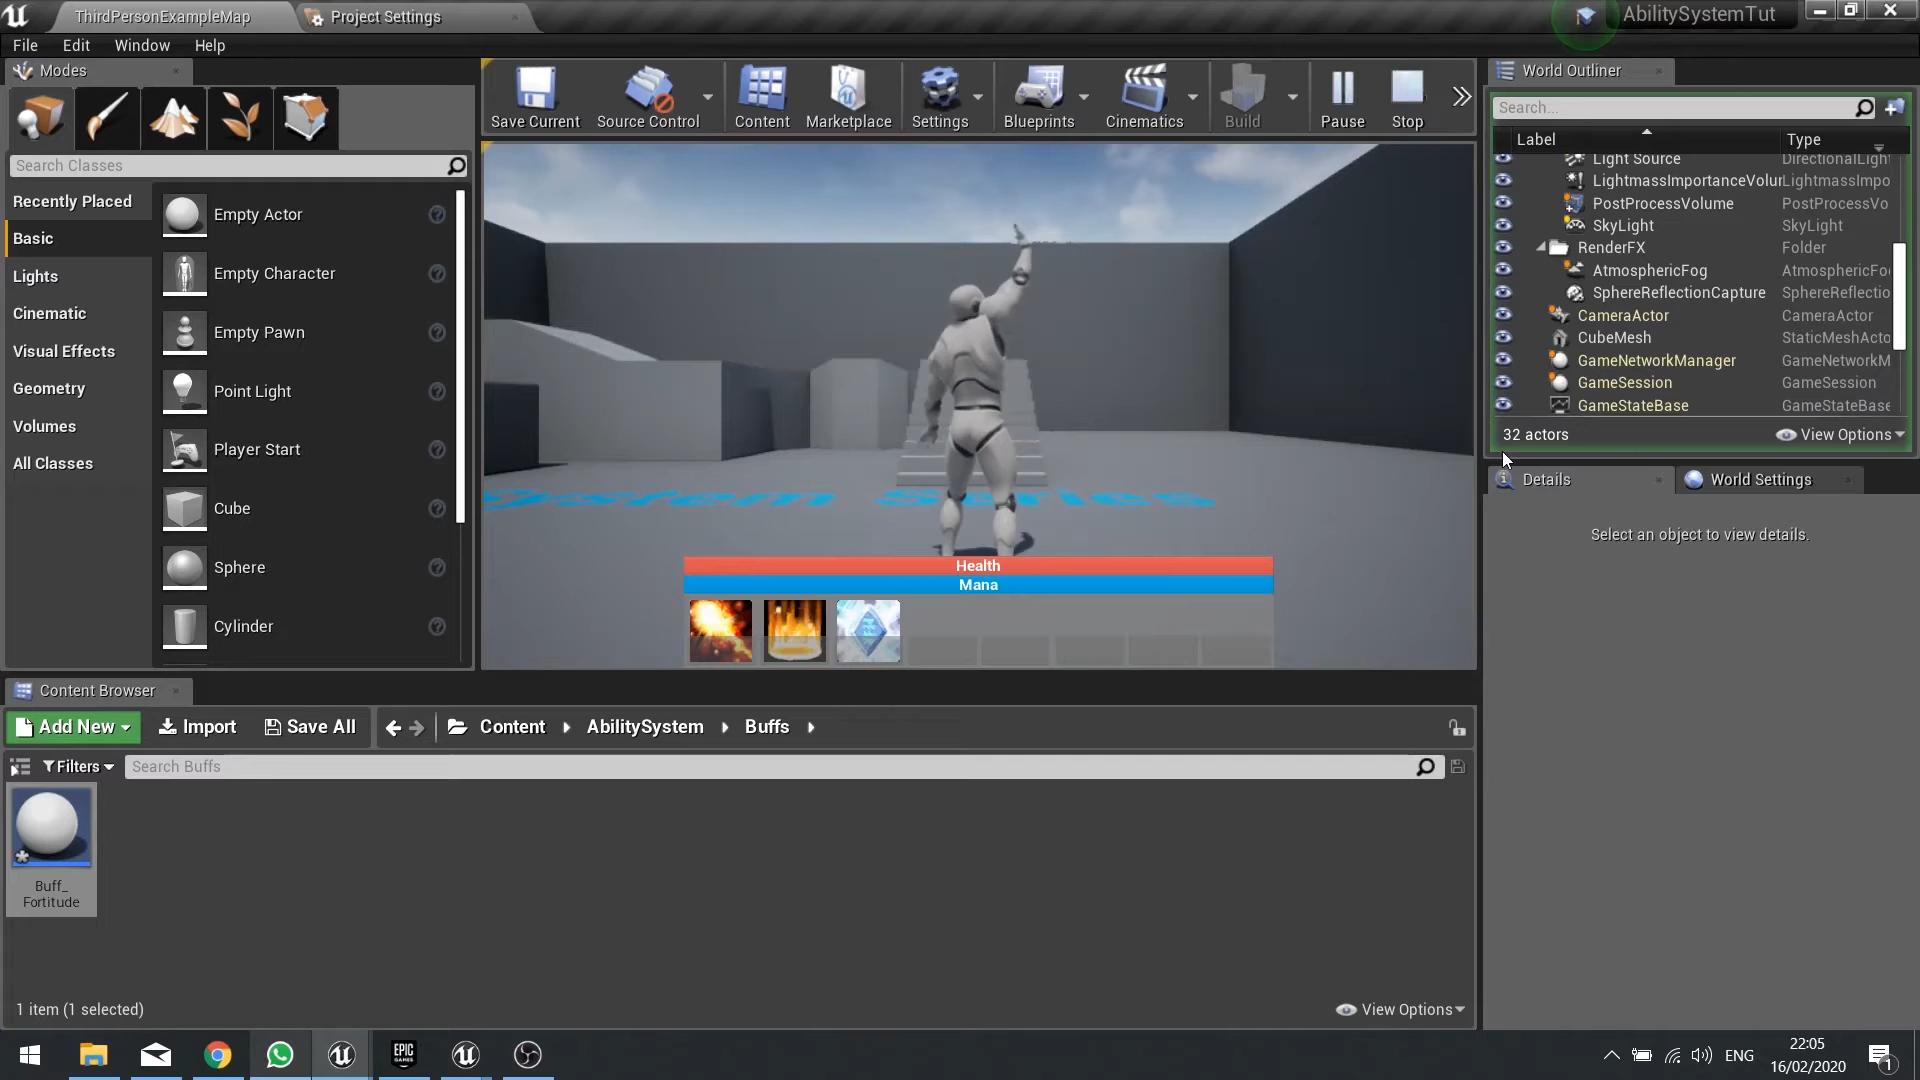 ThirdPersonExampleMap
Project Settings
AbilitySystemTut
File Edit Window Help
Modes
Search Classes
Recently Placed
Basic
Lights
Cinematic
Visual Effects
Geometry
Volumes
All Classes
Empty Actor
Empty Character
Empty Pawn
Point Light
Player Start
Cube
Sphere
Cylinder
Save Current
Source Control
Content
Marketplace
Settings
Blueprints
Cinematics
Build
Pause
Stop
System Series
Health
Mana
World Outliner
Search...
Label Type
Light Source DirectionalLigh
LightmassImportanceVolur LightmassImpo
PostProcessVolume PostProcessVo
SkyLight SkyLight
RenderFX Folder
AtmosphericFog AtmosphericFo
SphereReflectionCapture SphereReflectio
CameraActor CameraActor
CubeMesh StaticMeshActo
GameNetworkManager GameNetworkM
GameSession GameSession
GameStateBase GameStateBase
32 actors View Options
Details
World Settings
Select an object to view details.
Content Browser
Add New Import Save All Content AbilitySystem Buffs
Filters Search Buffs
Buff_
Fortitude
1 item (1 selected) View Options
EPIC
GAMES
ENG
22:05
16/02/2020
1